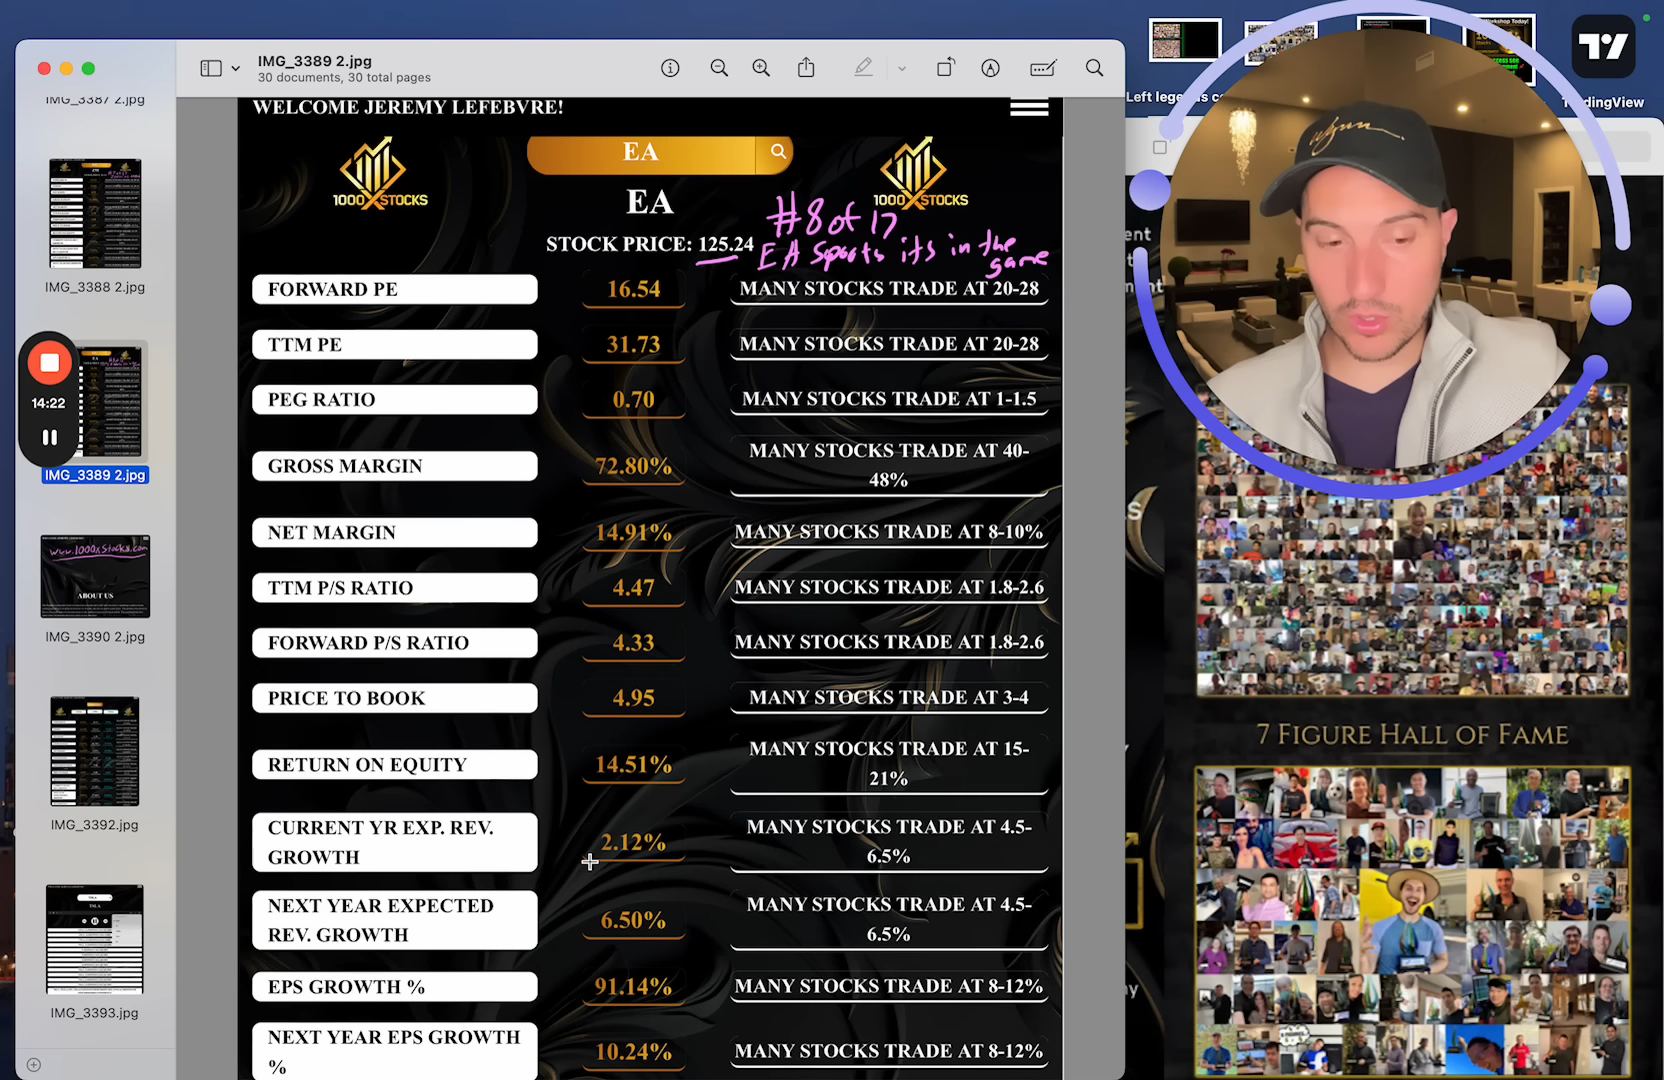 IMG_3389 2.jpg
30 documents, 30 total pages
IMG_3387 2.jpg
IMG_3388 2.jpg
14:22
IMG_3389 2.jpg
www.1000xstocks.com
ABOUT US
IMG_3390 2.jpg
IMG_3392.jpg
IMG_3393.jpg
WELCOME JEREMY LEFEBVRE!
1000XSTOCKS
EA
1000XSTOCKS
EA
#8 of 17
STOCK PRICE: 125.24
EA Sports its in the
game
FORWARD PE 16.54 MANY STOCKS TRADE AT 20-28
TTM PE 31.73 MANY STOCKS TRADE AT 20-28
PEG RATIO 0.70 MANY STOCKS TRADE AT 1-1.5
GROSS MARGIN 72.80% MANY STOCKS TRADE AT 40-
48%
NET MARGIN 14.91% MANY STOCKS TRADE AT 8-10%
TTM P/S RATIO 4.47 MANY STOCKS TRADE AT 1.8-2.6
FORWARD P/S RATIO 4.33 MANY STOCKS TRADE AT 1.8-2.6
PRICE TO BOOK 4.95 MANY STOCKS TRADE AT 3-4
RETURN ON EQUITY 14.51% MANY STOCKS TRADE AT 15-
21%
CURRENT YR EXP. REV.
GROWTH 2.12% MANY STOCKS TRADE AT 4.5-
6.5%
NEXT YEAR EXPECTED
REV. GROWTH 6.50% MANY STOCKS TRADE AT 4.5-
6.5%
EPS GROWTH % 91.14% MANY STOCKS TRADE AT 8-12%
NEXT YEAR EPS GROWTH
% 10.24% MANY STOCKS TRADE AT 8-12%
Workshop Today!
Left legends
TradingView
7 FIGURE HALL OF FAME